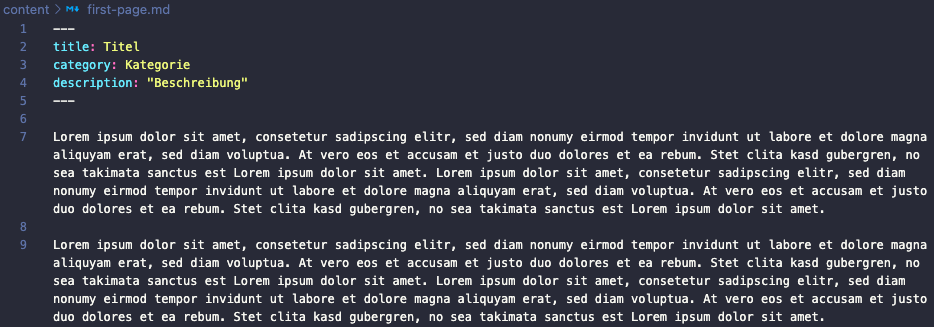 content > first-page.md
1 ---
2 title: Titel
3 category: Kategorie
4 description: "Beschreibung"
5 ---
6
7 Lorem ipsum dolor sit amet, consetetur sadipscing elitr, sed diam nonumy eirmod tempor invidunt ut labore et dolore magna
aliquyam erat, sed diam voluptua. At vero eos et accusam et justo duo dolores et ea rebum. Stet clita kasd gubergren, no
sea takimata sanctus est Lorem ipsum dolor sit amet. Lorem ipsum dolor sit amet, consetetur sadipscing elitr, sed diam
nonumy eirmod tempor invidunt ut labore et dolore magna aliquyam erat, sed diam voluptua. At vero eos et accusam et justo
duo dolores et ea rebum. Stet clita kasd gubergren, no sea takimata sanctus est Lorem ipsum dolor sit amet.
8
9 Lorem ipsum dolor sit amet, consetetur sadipscing elitr, sed diam nonumy eirmod tempor invidunt ut labore et dolore magna
aliquyam erat, sed diam voluptua. At vero eos et accusam et justo duo dolores et ea rebum. Stet clita kasd gubergren, no
sea takimata sanctus est Lorem ipsum dolor sit amet. Lorem ipsum dolor sit amet, consetetur sadipscing elitr, sed diam
nonumy eirmod tempor invidunt ut labore et dolore magna aliquyam erat, sed diam voluptua. At vero eos et accusam et justo
duo dolores et ea rebum. Stet clita kasd gubergren, no sea takimata sanctus est Lorem ipsum dolor sit amet.